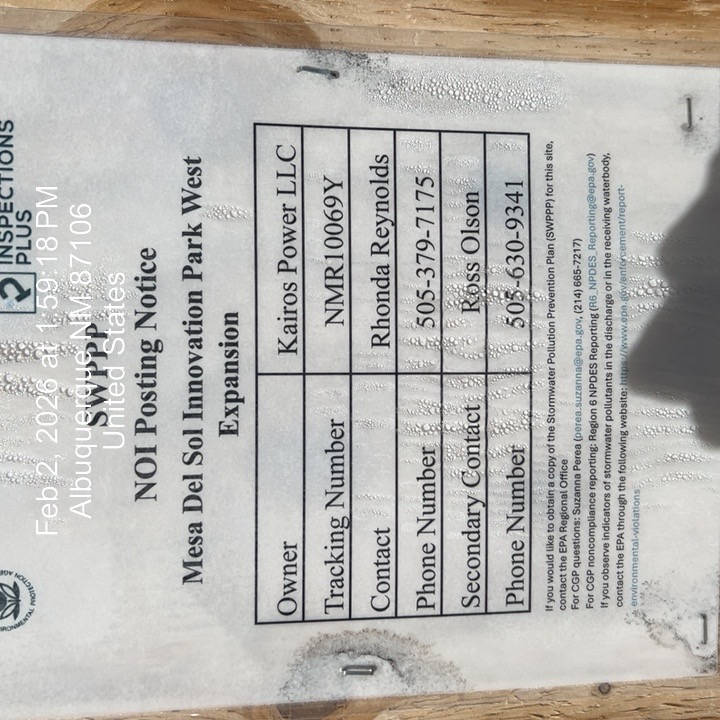 INSPECTIONS
PLUS
Feb 2, 2026 at 1:59:18 PM
Albuquerque NM 87106
United States
SWPPP
NOI Posting Notice
Mesa Del Sol Innovation Park West
Expansion
Owner Kairos Power LLC
Tracking Number NMR10069Y
Contact Rhonda Reynolds
Phone Number 505-379-7175
Secondary Contact Ross Olson
Phone Number 505-630-9341
If you would like to obtain a copy of the Stormwater Pollution Prevention Plan (SWPPP) for this site,
contact the EPA Regional Office
For CGP questions: Suzanna Perea (perea.suzanna@epa.gov, (214) 665-7217)
For CGP noncompliance reporting: Region 6 NPDES Reporting (R6_NPDES_Reporting@epa.gov)
If you observe indicators of stormwater pollutants in the discharge or in the receiving waterbody,
contact the EPA through the following website: https://www.epa.gov/enforcement/report-
environmental-violations